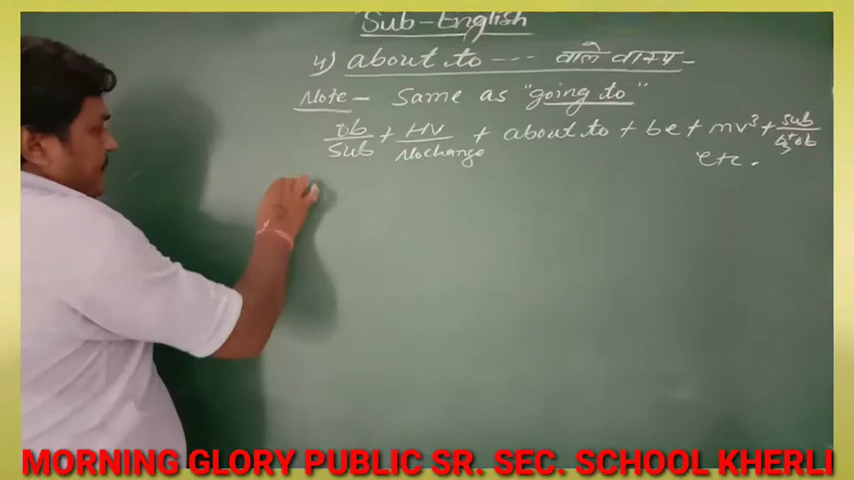 Sub-English
4) about to --- वाले वाक्य -
Note - Same as "going to"
ob/Sub + HV/No change + about to + be + mv³ + sub/by+ob
etc.
MORNING GLORY PUBLIC SR. SEC. SCHOOL KHERLI